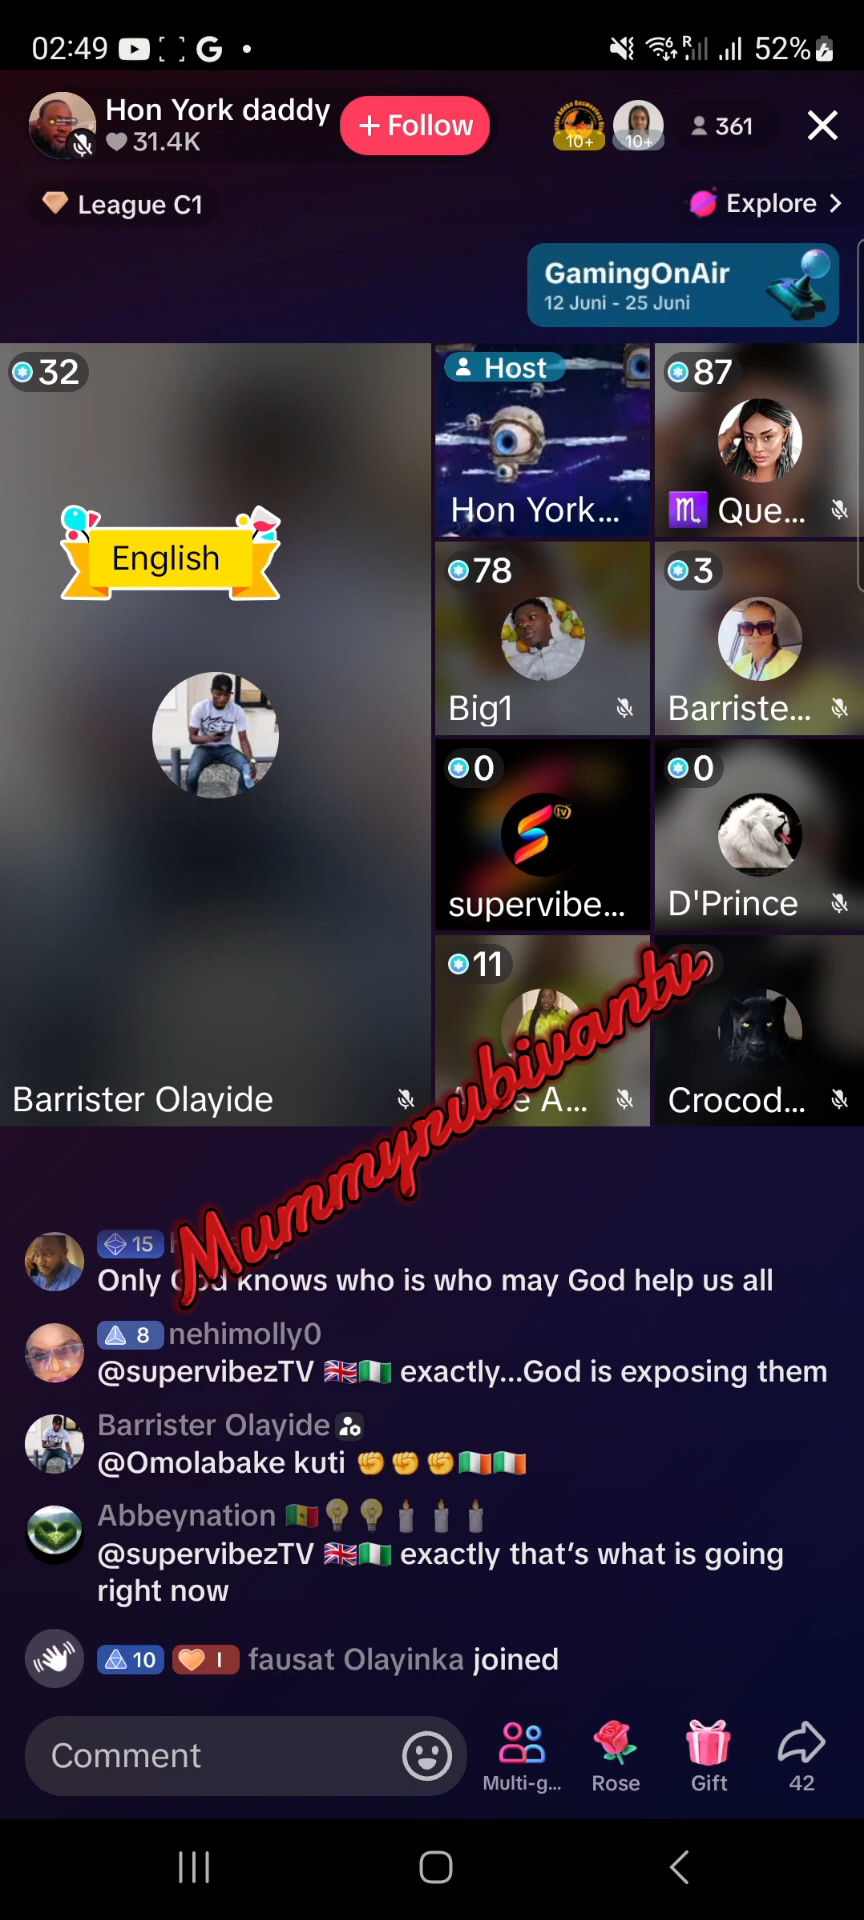 02:49
G
R
52%
Hon York daddy
31.4K
+ Follow
10+
10+
361
League C1
Explore
GamingOnAir
12 Juni - 25 Juni
32
Host
Hon York...
87
Que...
English
78
Big1
3
Barriste...
0
tv
supervibe...
0
D'Prince
11
e A...
Crocod...
Barrister Olayide
Mummyrubivantv
15
Only God knows who is who may God help us all
8 nehimolly0
@supervibezTV 🇬🇧🇳🇬 exactly...God is exposing them
Barrister Olayide
@Omolabake kuti ✊✊✊🇮🇪🇮🇪
Abbeynation 🇸🇳💡💡🕯🕯🕯
@supervibezTV 🇬🇧🇳🇬 exactly that's what is going
right now
10 I fausat Olayinka joined
Comment
Multi-g...
Rose
Gift
42